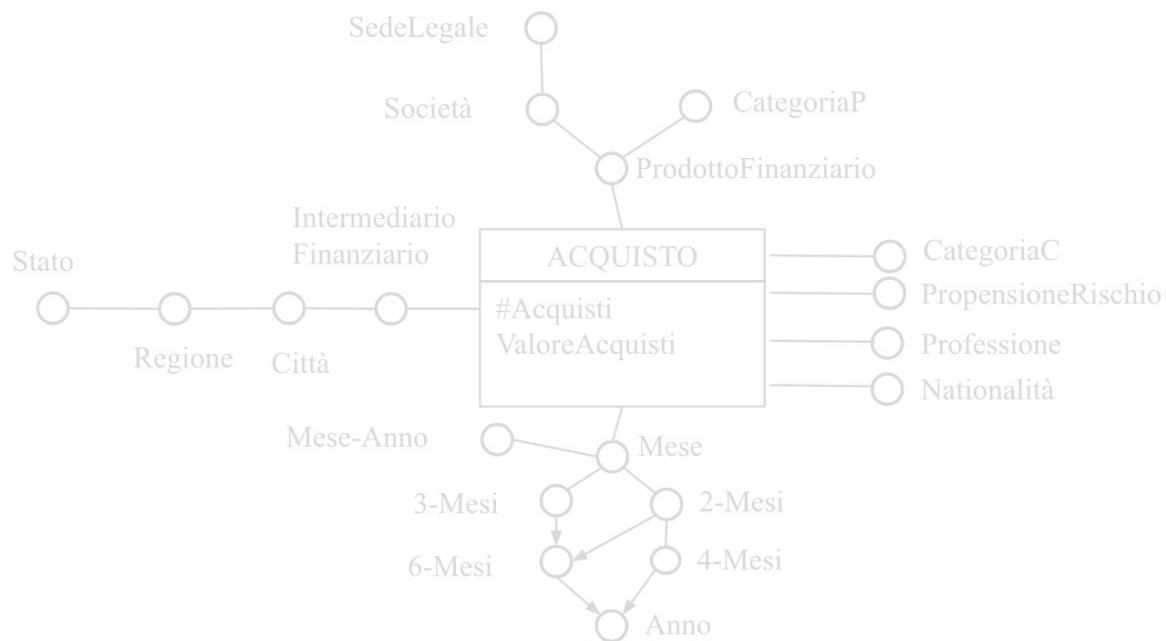 SedeLegale
Società
CategoriaP
ProdottoFinanziario
Intermediario
Finanziario
Stato
Regione
Città
ACQUISTO
#Acquisti
ValoreAcquisti
CategoriaC
PropensioneRischio
Professione
Nationalità
Mese-Anno
Mese
3-Mesi
2-Mesi
6-Mesi
4-Mesi
Anno